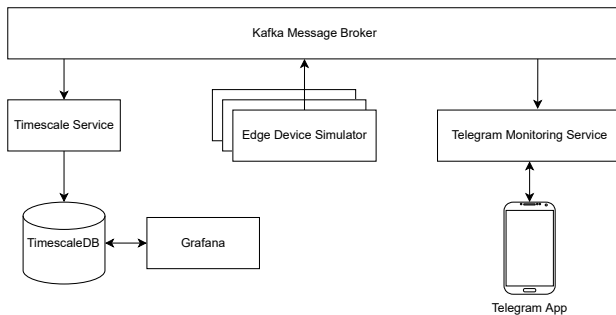 Kafka Message Broker
Timescale Service
Edge Device Simulator
Telegram Monitoring Service
TimescaleDB
Grafana
Telegram App